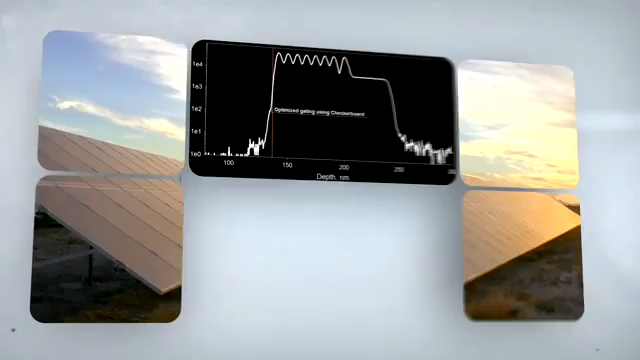 1e4
1e3
Optimized gating using Checkerboard
1e2
1e1
1e0
100
150
200
250
Depth, nm